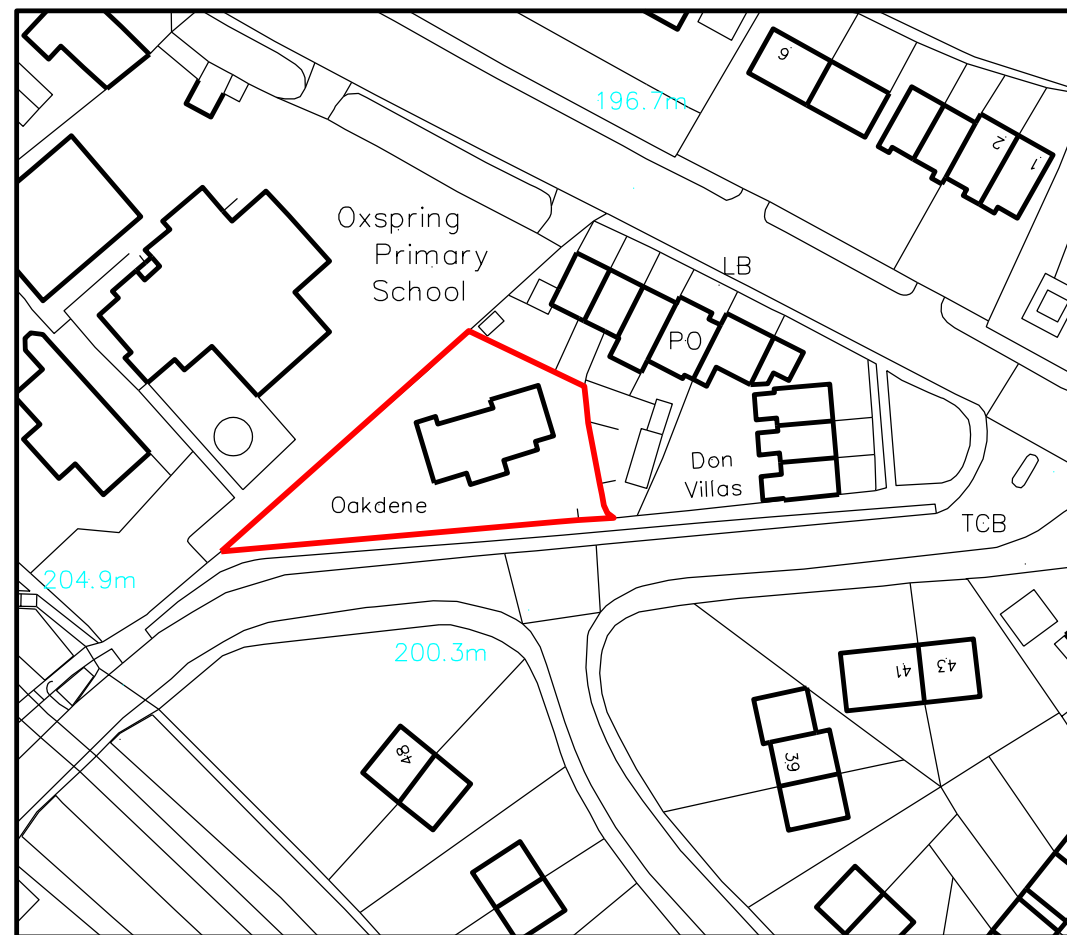 6
196.7m
2
1
Oxspring
Primary
School
LB
PO
Don
Villas
Oakdene
TCB
204.9m
200.3m
41
43
39
48